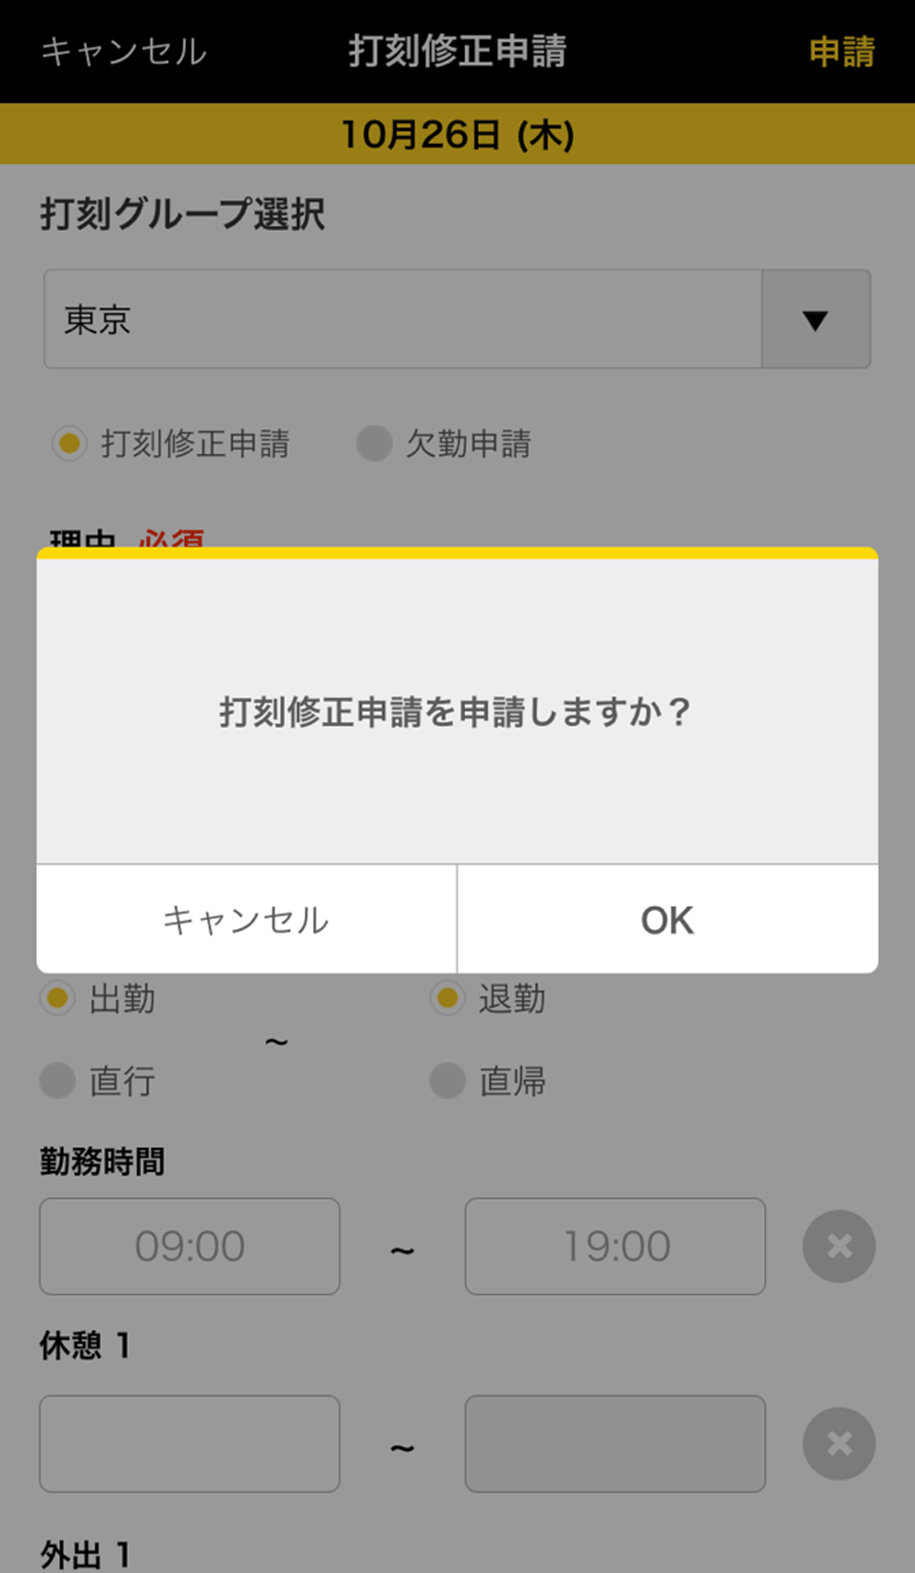 キャンセル 打刻修正申請 申請
10月26日 (木)
打刻グループ選択
東京
打刻修正申請 欠勤申請
理由 必須
打刻修正申請を申請しますか？
キャンセル OK
出勤 退勤
~
直行 直帰
勤務時間
09:00 ~ 19:00
休憩 1
~
外出 1